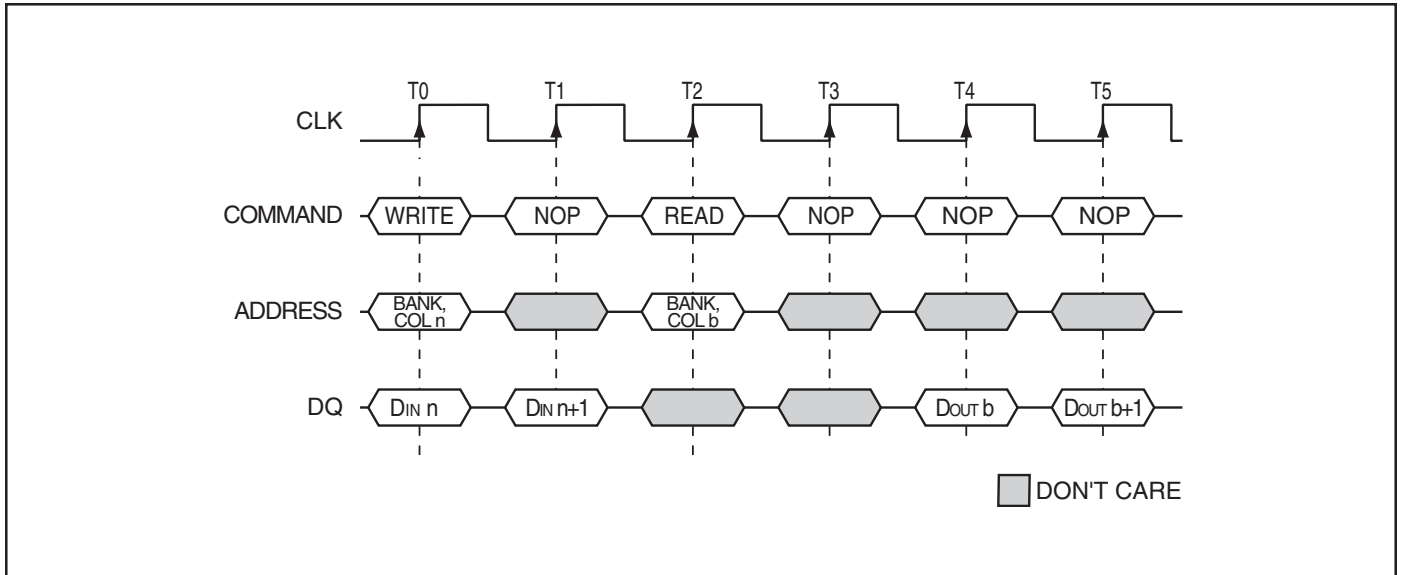 T0 T1 T2 T3 T4 T5
CLK
COMMAND WRITE NOP READ NOP NOP NOP
ADDRESS BANK, COL n BANK, COL b
DQ DIN n DIN n+1 DOUT b DOUT b+1
DON'T CARE